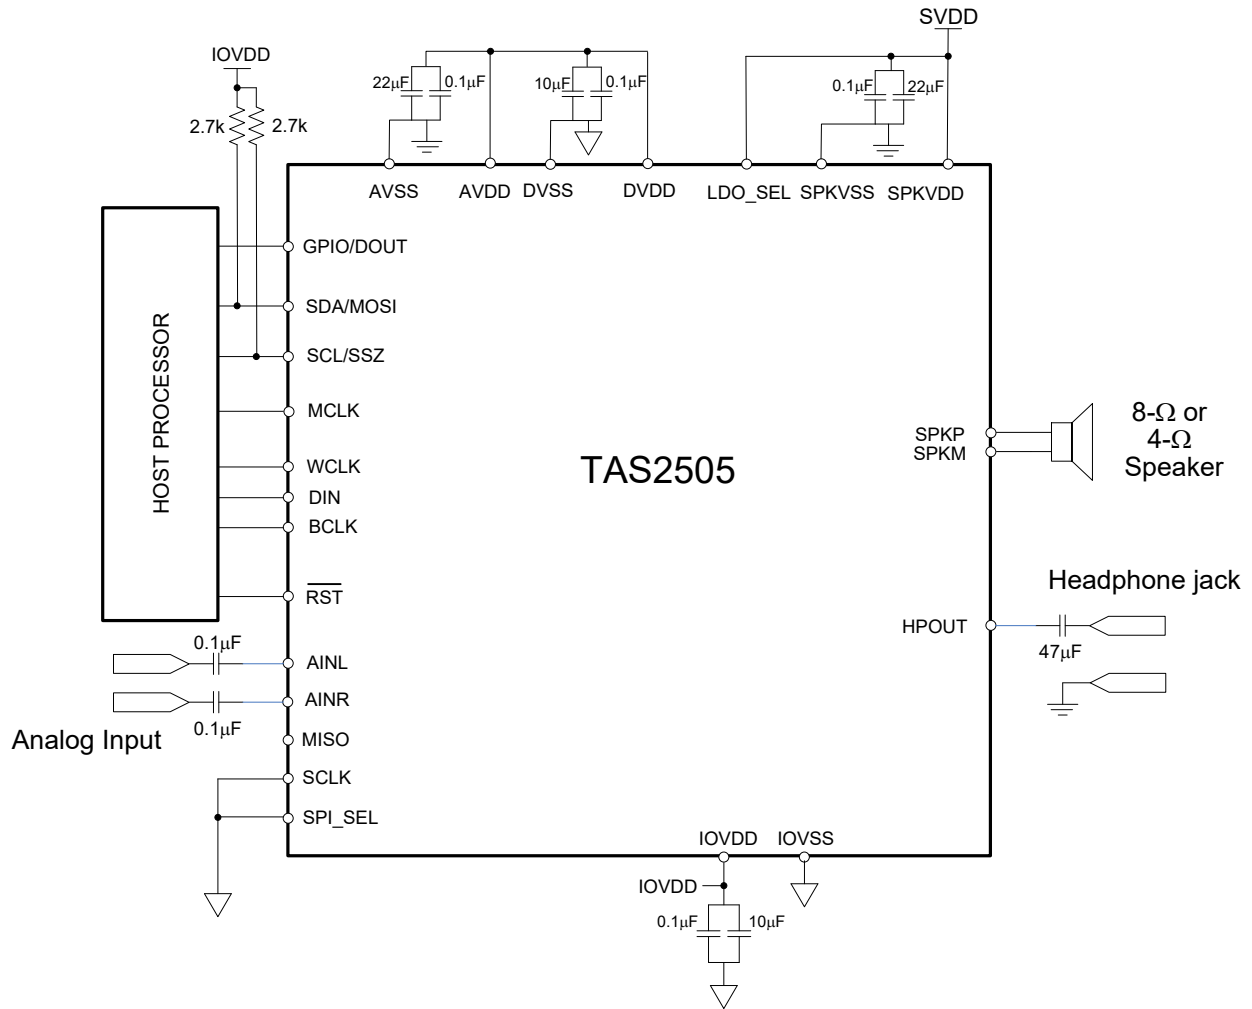 SVDD
IOVDD
22μF
0.1μF
10μF
0.1μF
0.1μF
22μF
2.7k
2.7k
AVSS
AVDD
DVSS
DVDD
LDO_SEL
SPKVSS
SPKVDD
HOST PROCESSOR
GPIO/DOUT
SDA/MOSI
SCL/SSZ
MCLK
WCLK
DIN
BCLK
RST
TAS2505
SPKP
SPKM
8-Ω or
4-Ω
Speaker
Headphone jack
HPOUT
47μF
0.1μF
AINL
AINR
0.1μF
Analog Input
MISO
SCLK
SPI_SEL
IOVDD
IOVSS
IOVDD
0.1μF
10μF